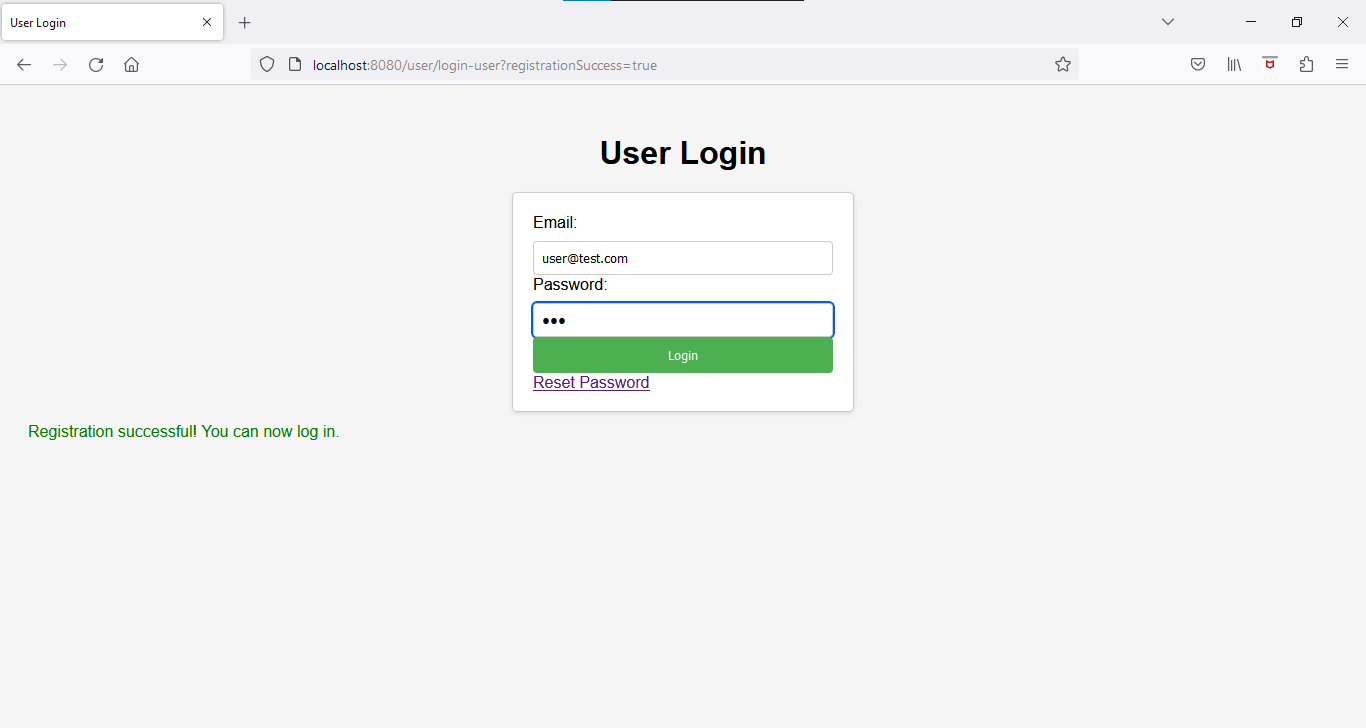 User Login
localhost:8080/user/login-user?registrationSuccess=true
User Login
Email:
user@test.com
Password:
•••
Login
Reset Password
Registration successful! You can now log in.